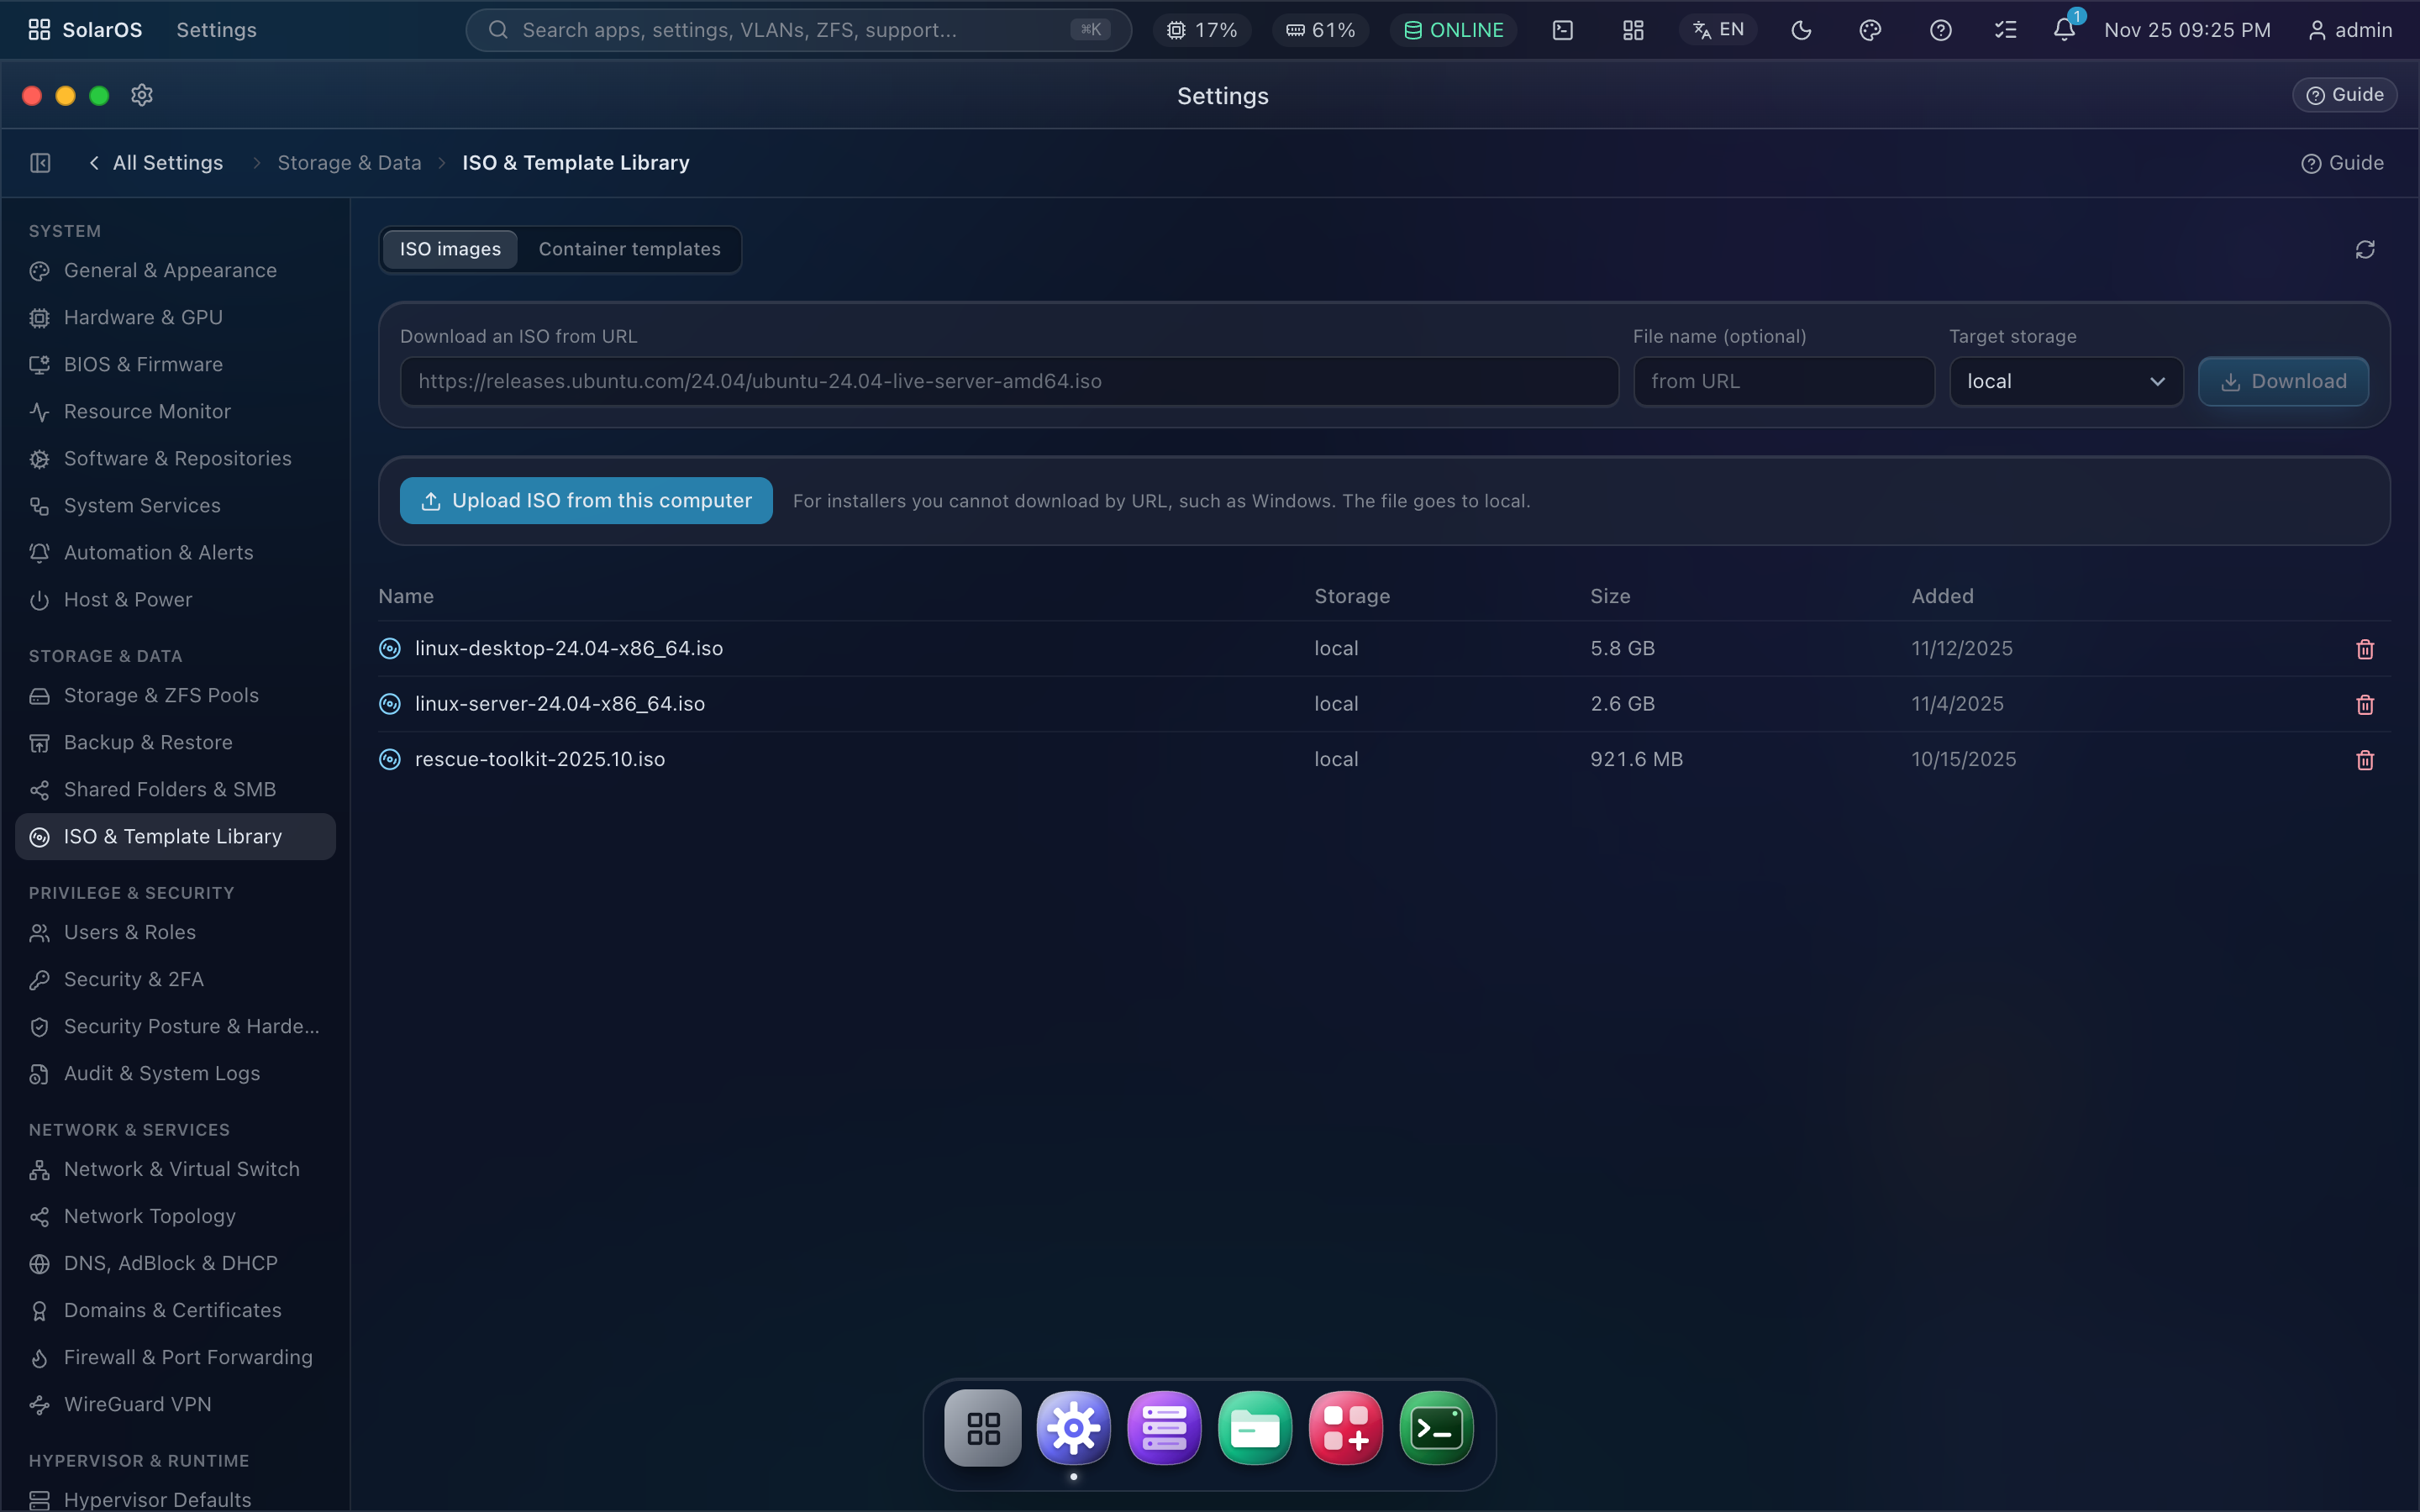 SolarOS Settings Search apps, settings, VLANs, ZFS, support... ⌘K 17% 61% ONLINE EN 1 Nov 25 09:25 PM admin
Settings Guide
All Settings Storage & Data ISO & Template Library Guide
SYSTEM
General & Appearance
Hardware & GPU
BIOS & Firmware
Resource Monitor
Software & Repositories
System Services
Automation & Alerts
Host & Power
STORAGE & DATA
Storage & ZFS Pools
Backup & Restore
Shared Folders & SMB
ISO & Template Library
PRIVILEGE & SECURITY
Users & Roles
Security & 2FA
Security Posture & Harde...
Audit & System Logs
NETWORK & SERVICES
Network & Virtual Switch
Network Topology
DNS, AdBlock & DHCP
Domains & Certificates
Firewall & Port Forwarding
WireGuard VPN
HYPERVISOR & RUNTIME
Hypervisor Defaults
ISO images Container templates
Download an ISO from URL File name (optional) Target storage
https://releases.ubuntu.com/24.04/ubuntu-24.04-live-server-amd64.iso from URL local Download
Upload ISO from this computer For installers you cannot download by URL, such as Windows. The file goes to local.
Name Storage Size Added
linux-desktop-24.04-x86_64.iso local 5.8 GB 11/12/2025
linux-server-24.04-x86_64.iso local 2.6 GB 11/4/2025
rescue-toolkit-2025.10.iso local 921.6 MB 10/15/2025